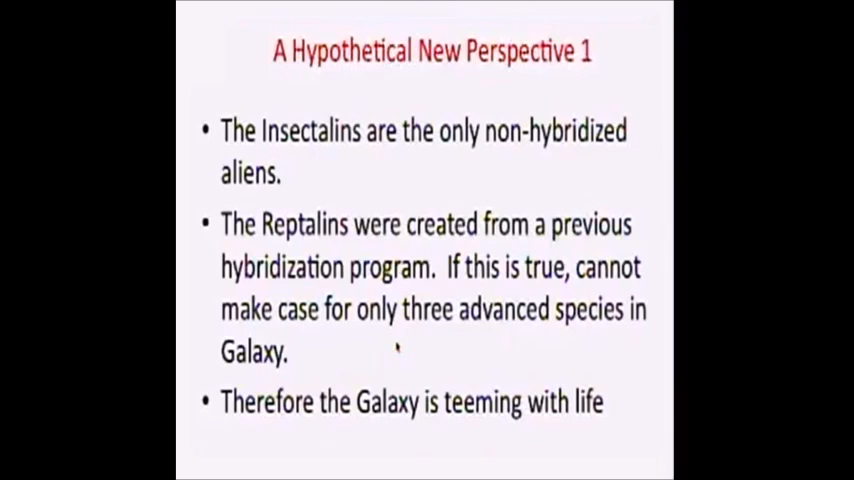 A Hypothetical New Perspective 1
• The Insectalins are the only non-hybridized
aliens.
• The Reptalins were created from a previous
hybridization program.  If this is true, cannot
make case for only three advanced species in
Galaxy.
• Therefore the Galaxy is teeming with life